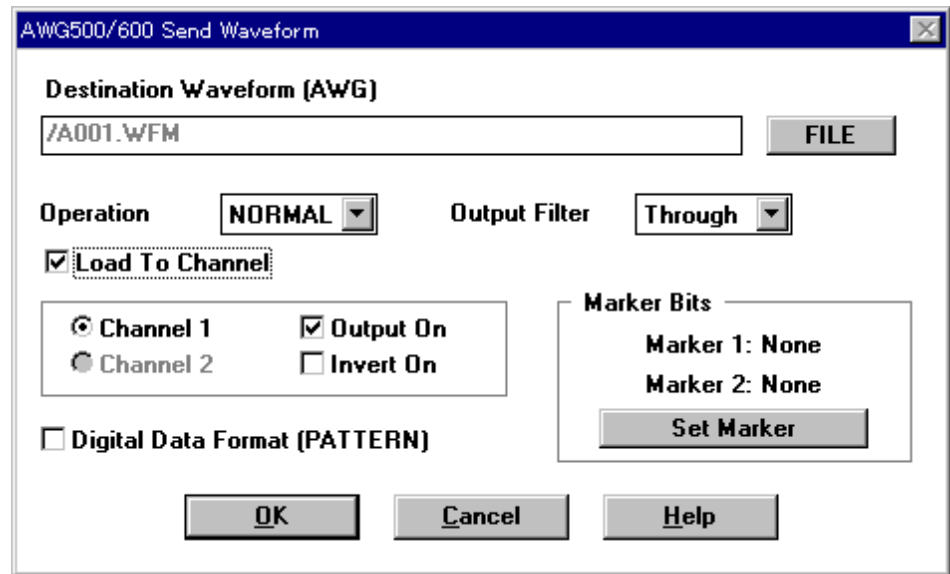 AWG500/600 Send Waveform
Destination Waveform (AWG)
/A001.WFM
FILE
Operation NORMAL Output Filter Through
Load To Channel
Channel 1 Output On
Channel 2 Invert On
Marker Bits
Marker 1: None
Marker 2: None
Set Marker
Digital Data Format (PATTERN)
OK Cancel Help